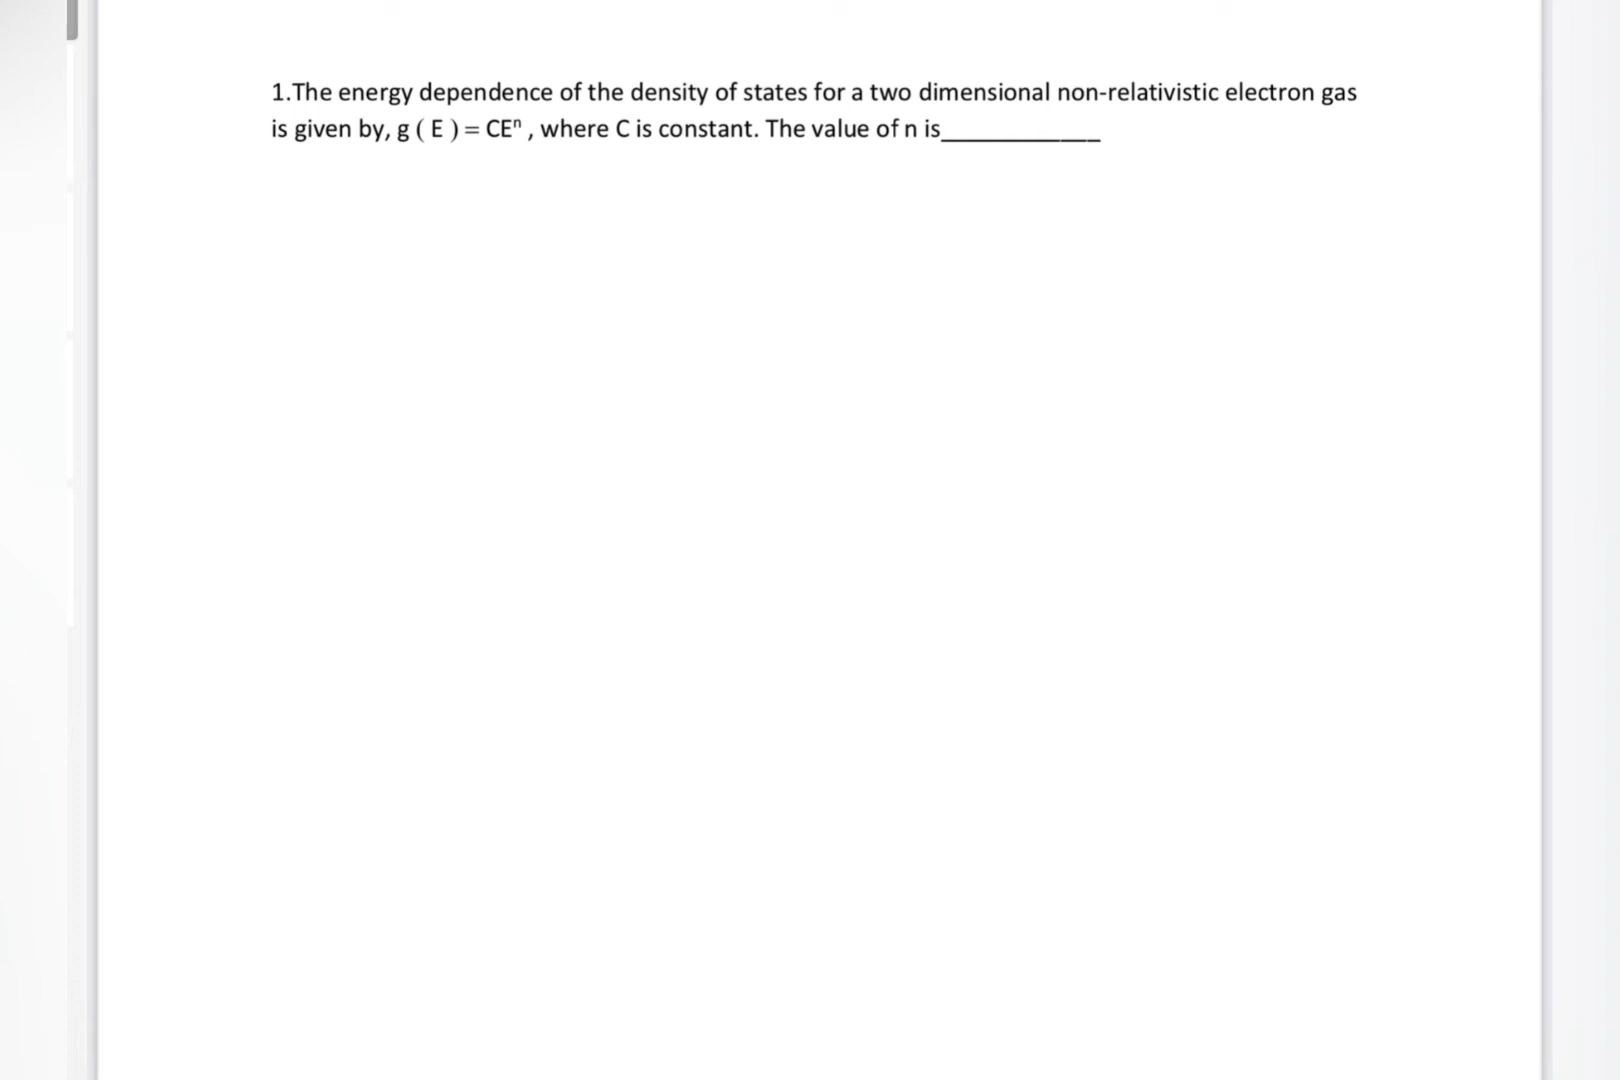 1.The energy dependence of the density of states for a two dimensional non-relativistic electron gas
is given by, g ( E ) = CEⁿ , where C is constant. The value of n is_____________